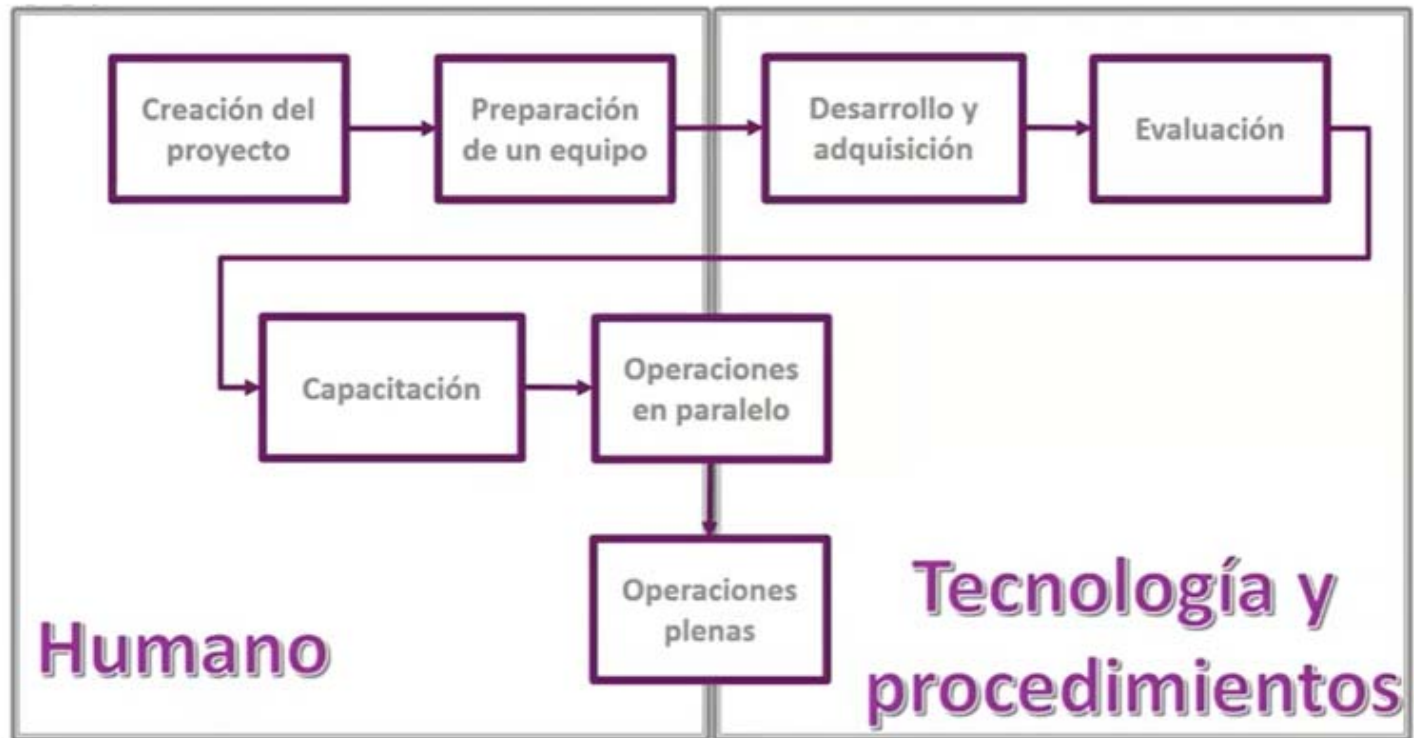 Creación del
proyecto
Preparación
de un equipo
Desarrollo y
adquisición
Evaluación
Capacitación
Operaciones
en paralelo
Operaciones
plenas
Humano
Tecnología y
procedimientos